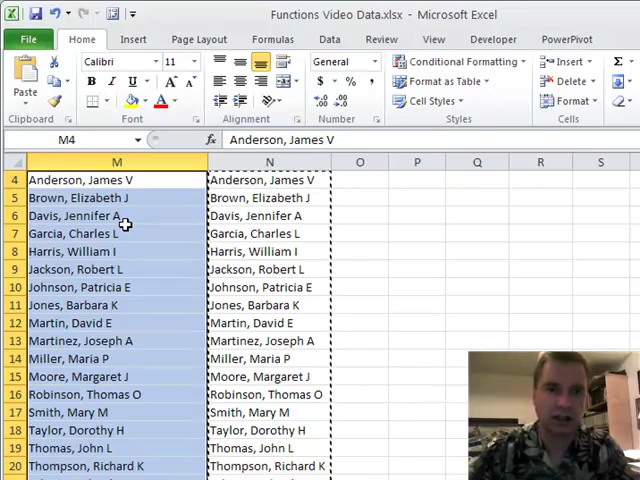 Functions Video Data.xlsx - Microsoft Excel
File Home Insert Page Layout Formulas Data Review View Developer PowerPivot
Paste Calibri 11 A A General Conditional Formatting Insert Σ
B I U $ % , Format as Table Delete
A Cell Styles Format
Clipboard Font Alignment Number Styles Cells
M4 fx Anderson, James V
M N O P Q R S
4 Anderson, James V Anderson, James V
5 Brown, Elizabeth J Brown, Elizabeth J
6 Davis, Jennifer A Davis, Jennifer A
7 Garcia, Charles L Garcia, Charles L
8 Harris, William I Harris, William I
9 Jackson, Robert L Jackson, Robert L
10 Johnson, Patricia E Johnson, Patricia E
11 Jones, Barbara K Jones, Barbara K
12 Martin, David E Martin, David E
13 Martinez, Joseph A Martinez, Joseph A
14 Miller, Maria P Miller, Maria P
15 Moore, Margaret J Moore, Margaret J
16 Robinson, Thomas O Robinson, Thomas O
17 Smith, Mary M Smith, Mary M
18 Taylor, Dorothy H Taylor, Dorothy H
19 Thomas, John L Thomas, John L
20 Thompson, Richard K Thompson, Richard K